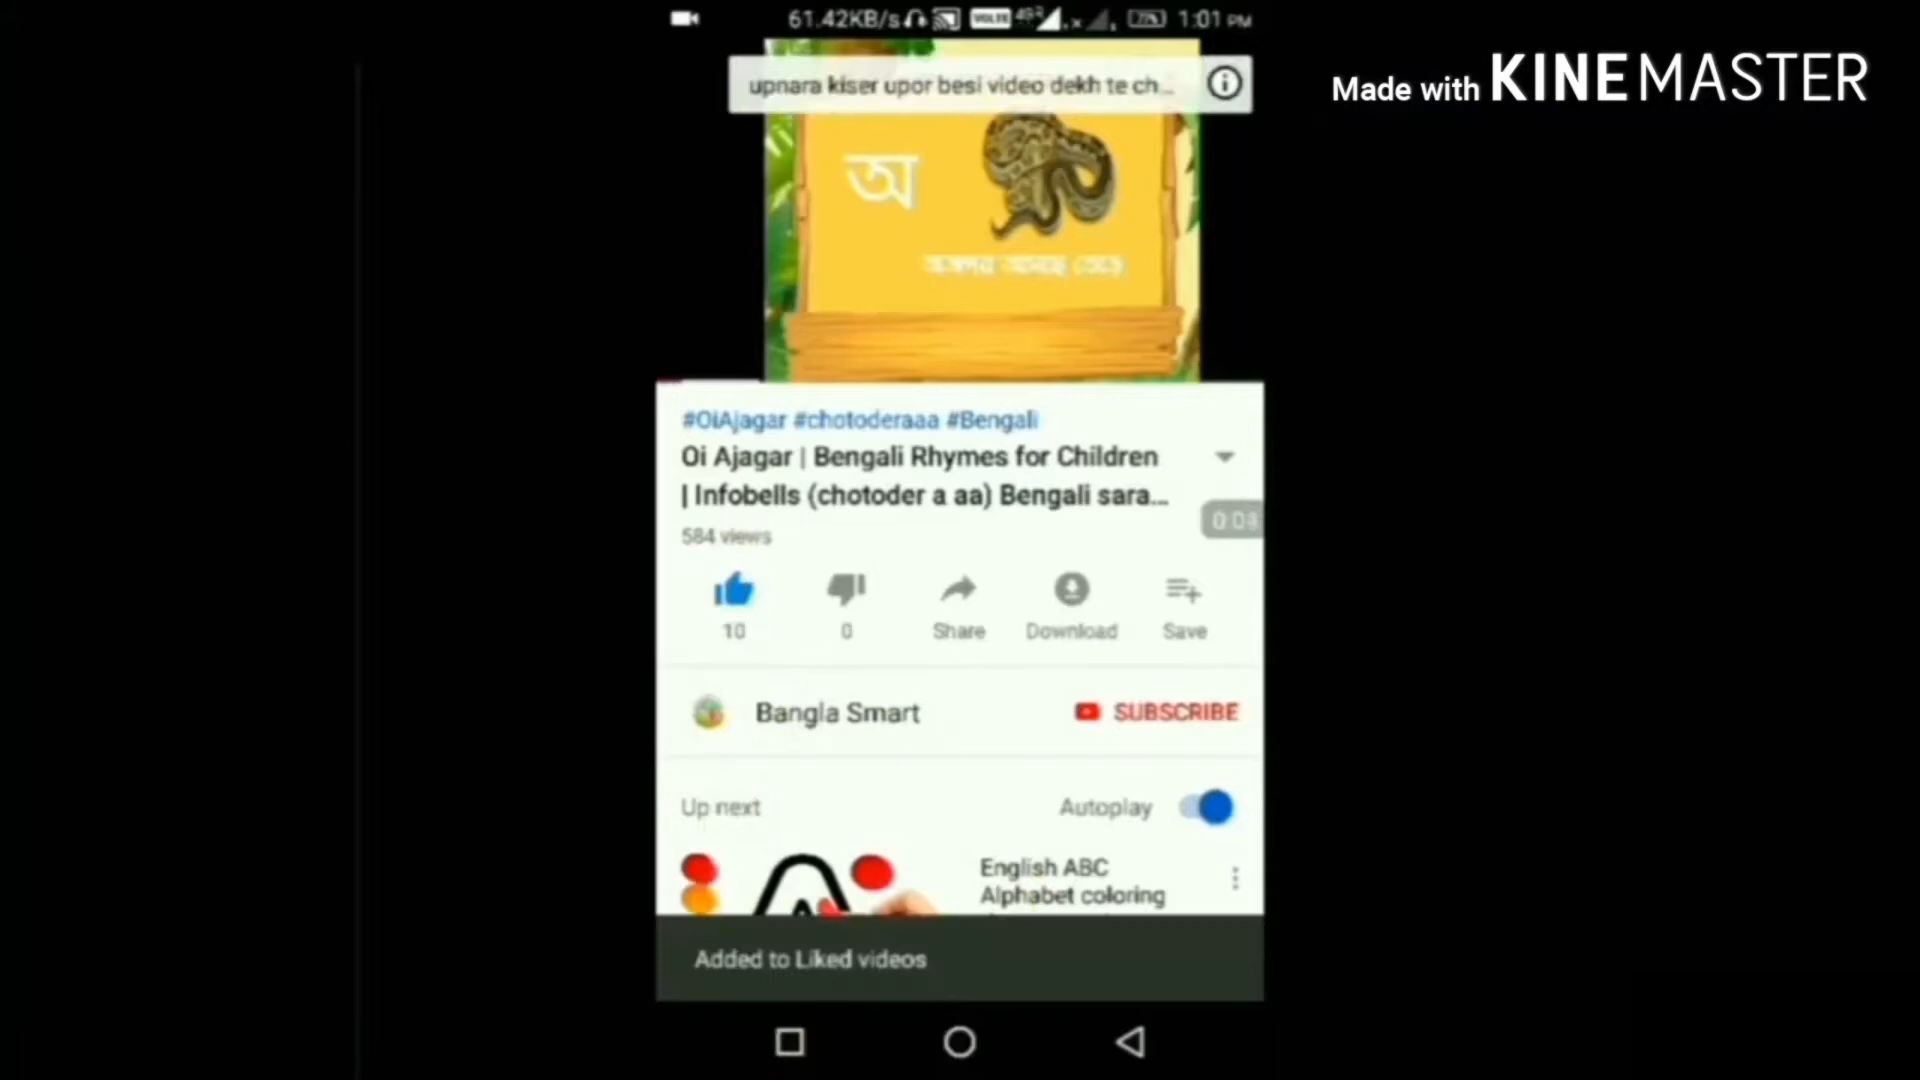 61.42KB/s VOLTE 4G 1:01 PM
Made with KINEMASTER
upnara kiser upor besi video dekh te ch...
অ
#OiAjagar #chotoderaaa #Bengali
Oi Ajagar | Bengali Rhymes for Children
| Infobells (chotoder a aa) Bengali sara...
584 views
10 0 Share Download Save
Bangla Smart SUBSCRIBE
Up next Autoplay
English ABC
Alphabet coloring
Added to Liked videos